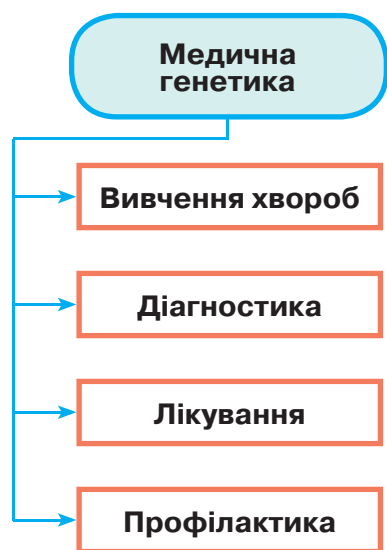 Медична
генетика
Вивчення хвороб
Діагностика
Лікування
Профілактика